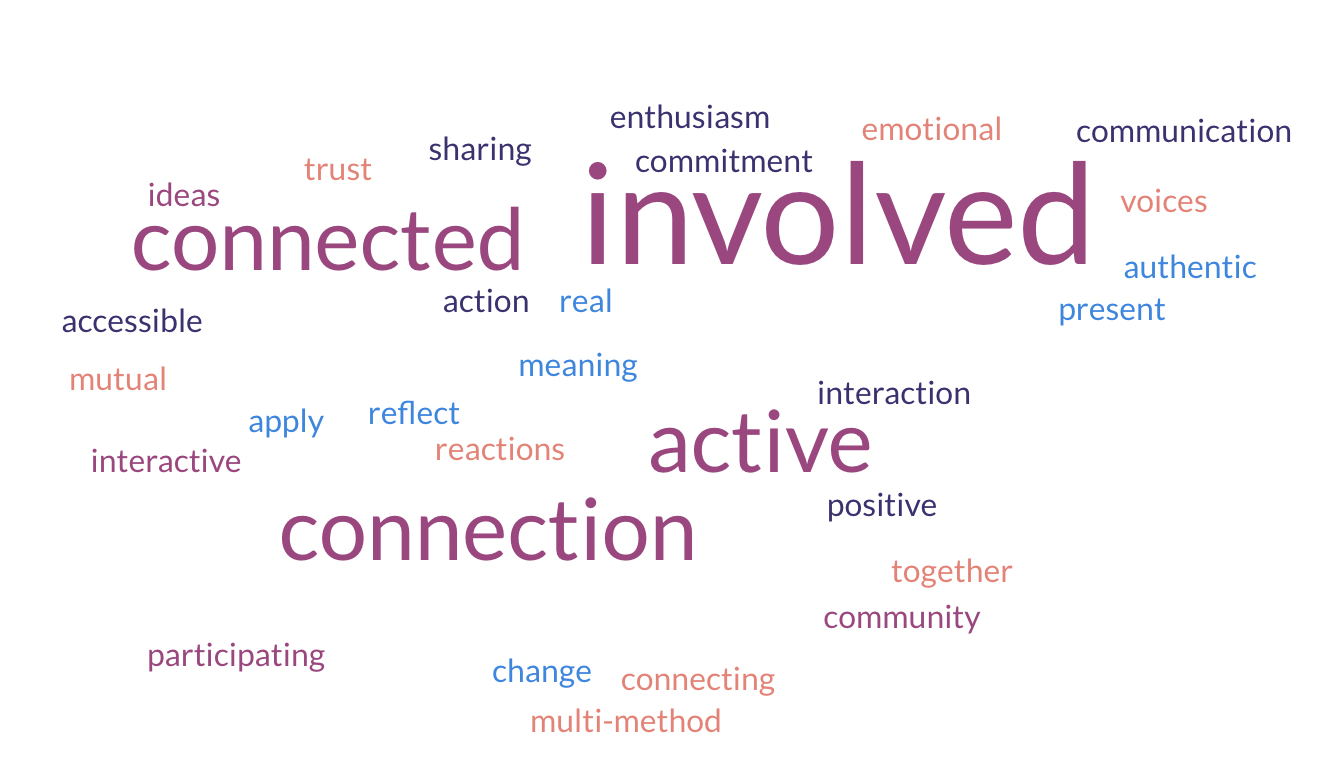 enthusiasm
emotional
communication
sharing
commitment
trust
ideas
involved
voices
connected
authentic
action
real
present
accessible
meaning
mutual
interaction
apply
reflect
reactions
active
interactive
positive
connection
together
community
participating
change
connecting
multi-method